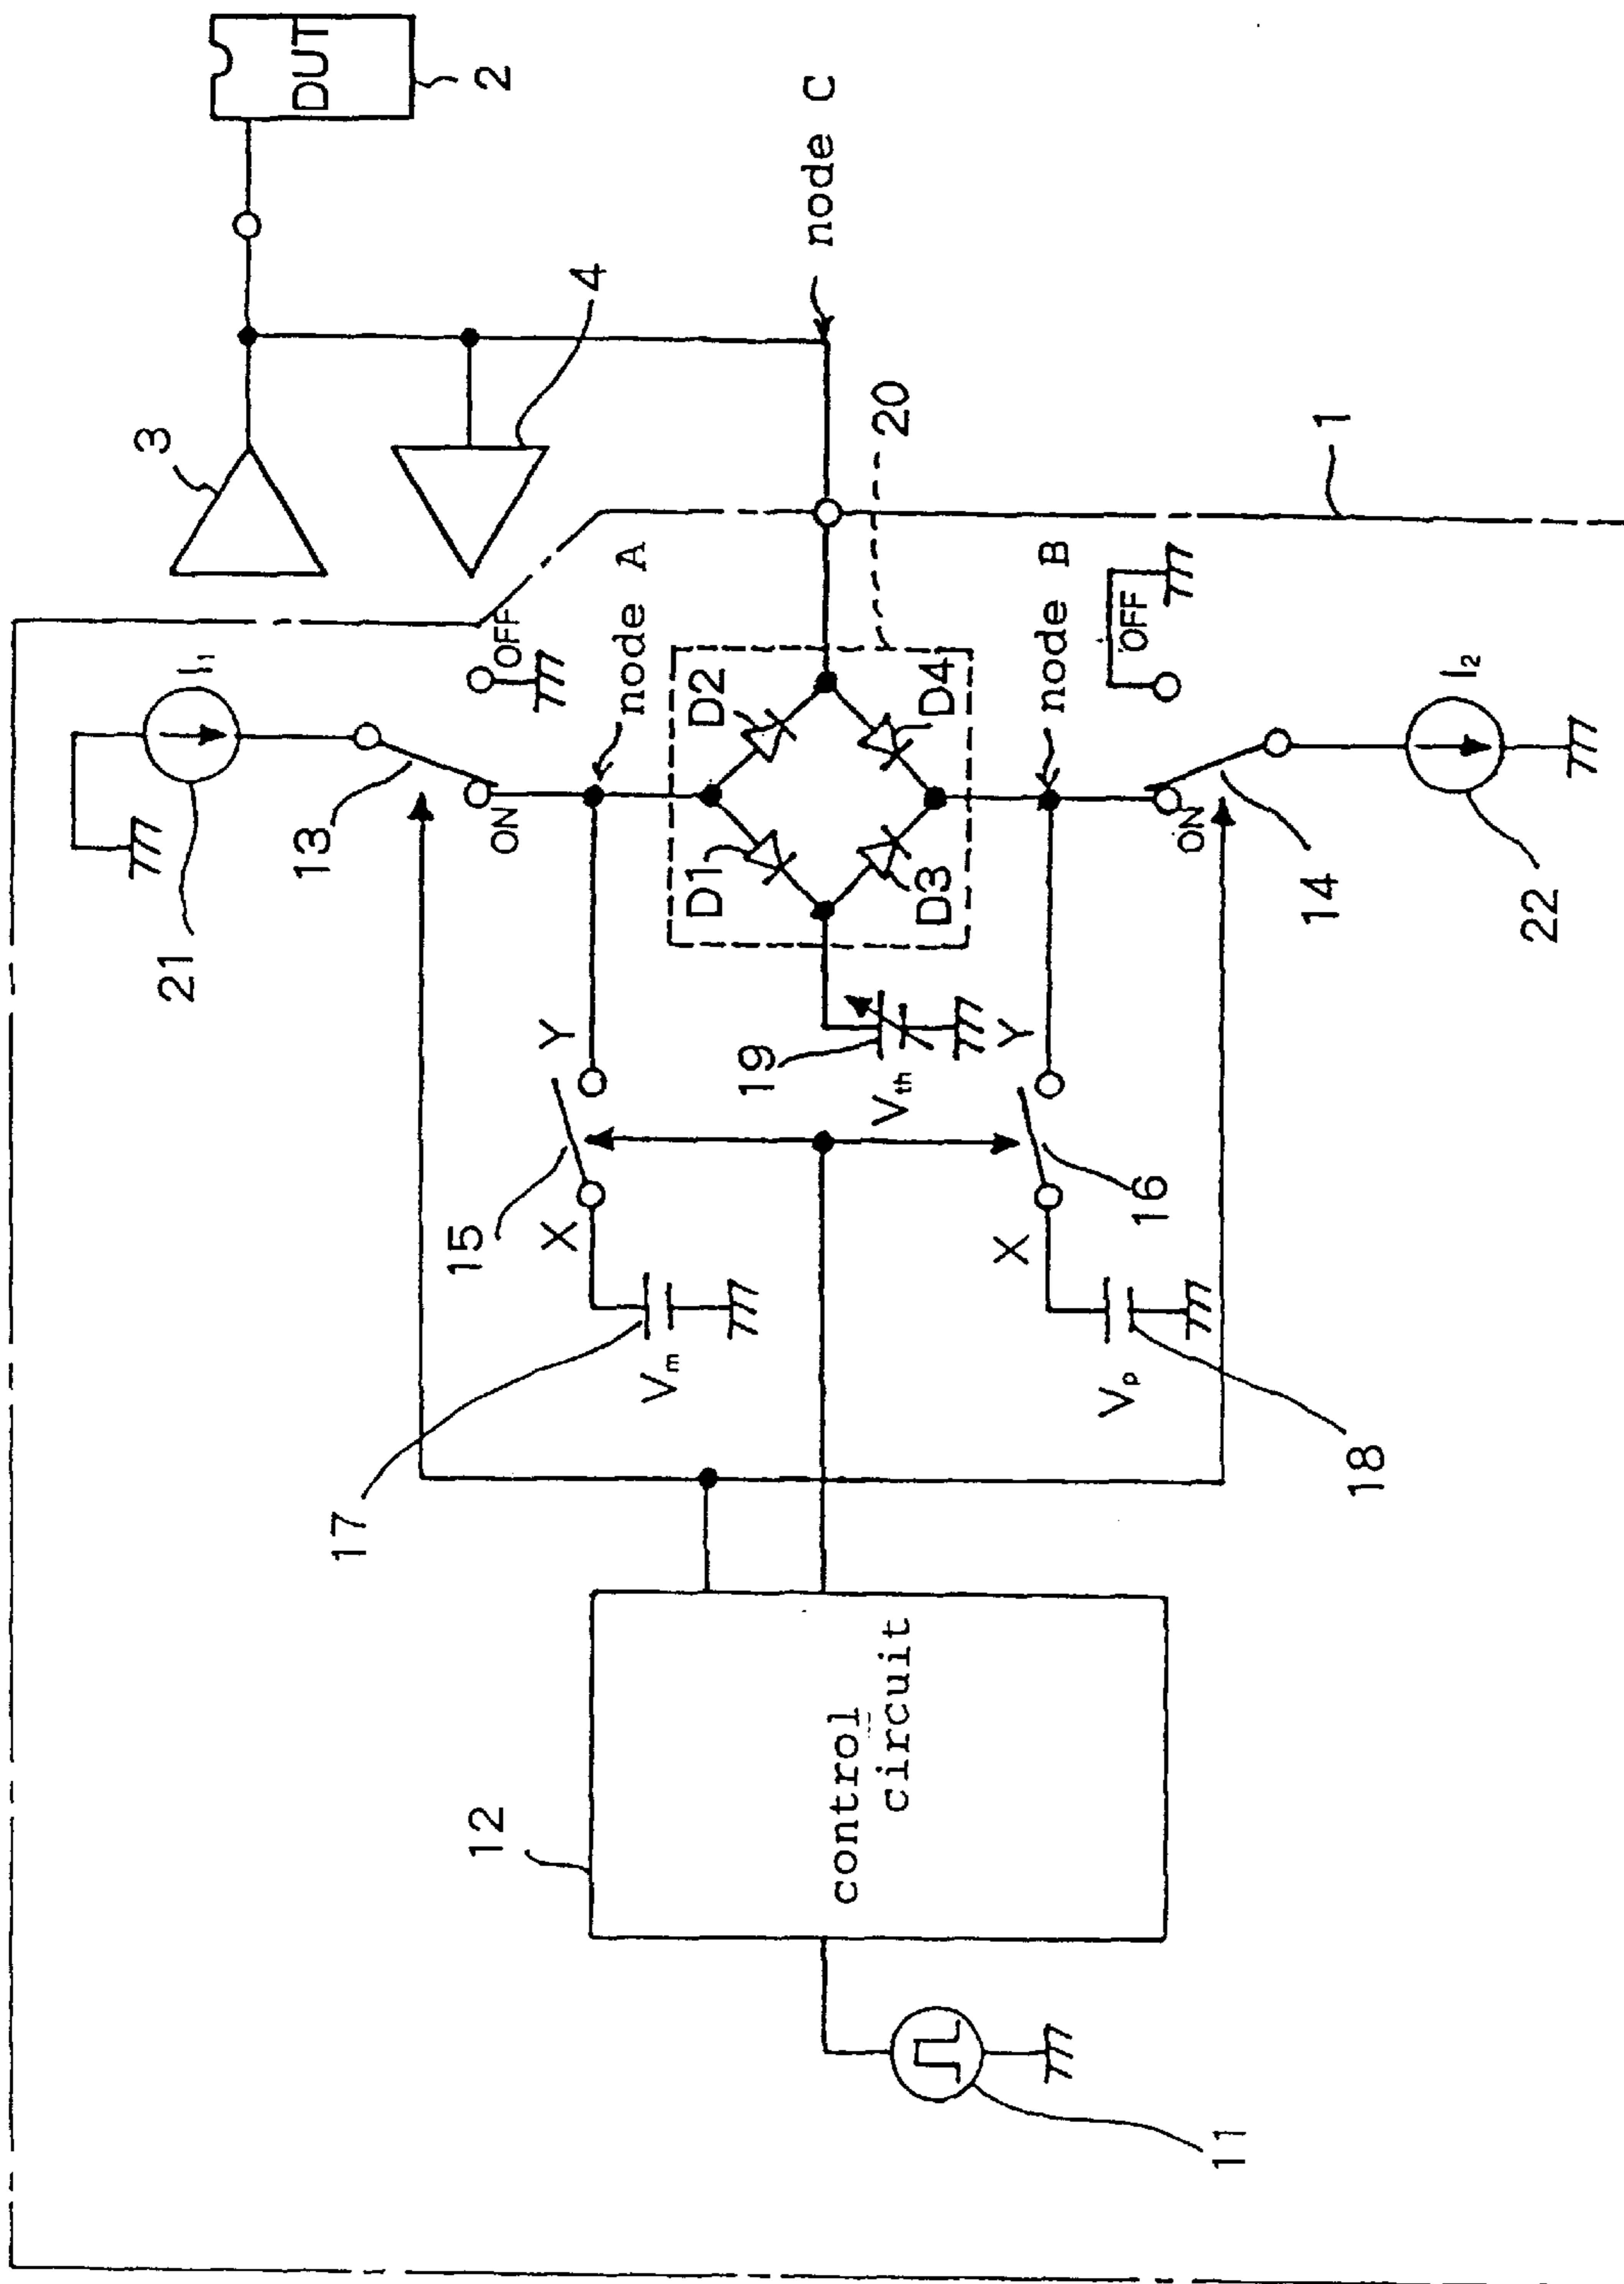 DUT
2
3
4
node C
20
1
I₁
OFF
21
13
ON
node A
D1
D2
D3
D4
node B
OFF
ON
14
I₂
22
15
X
Y
19
Vth
16
X
Y
17
Vm
18
Vp
12
control
circuit
11